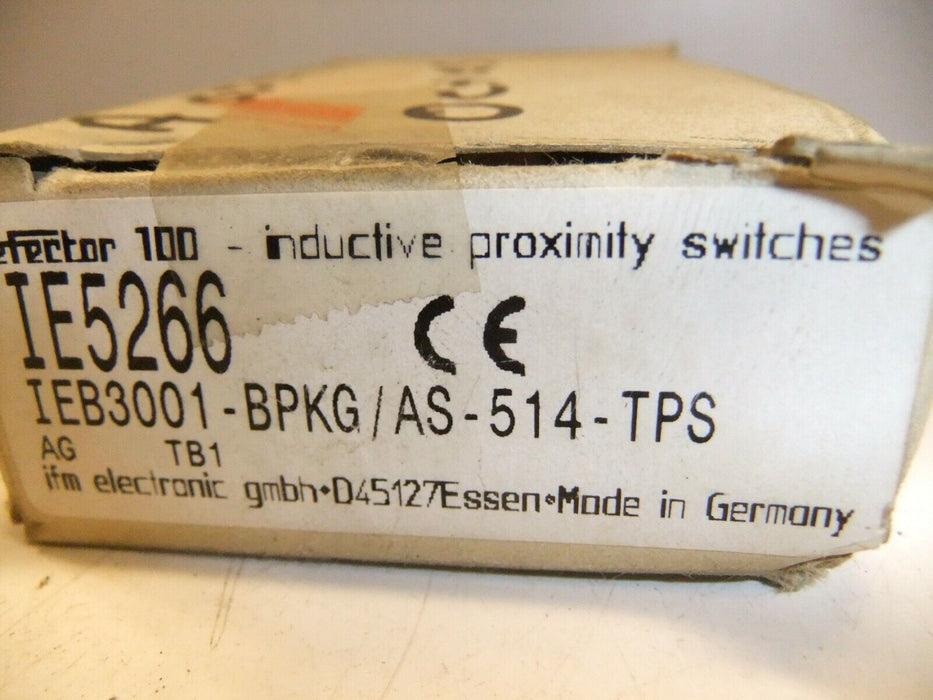 efector 100 - inductive proximity switches
IE5266
CE
IEB3001-BPKG/AS-514-TPS
AG TB1
ifm electronic gmbh•D45127Essen•Made in Germany